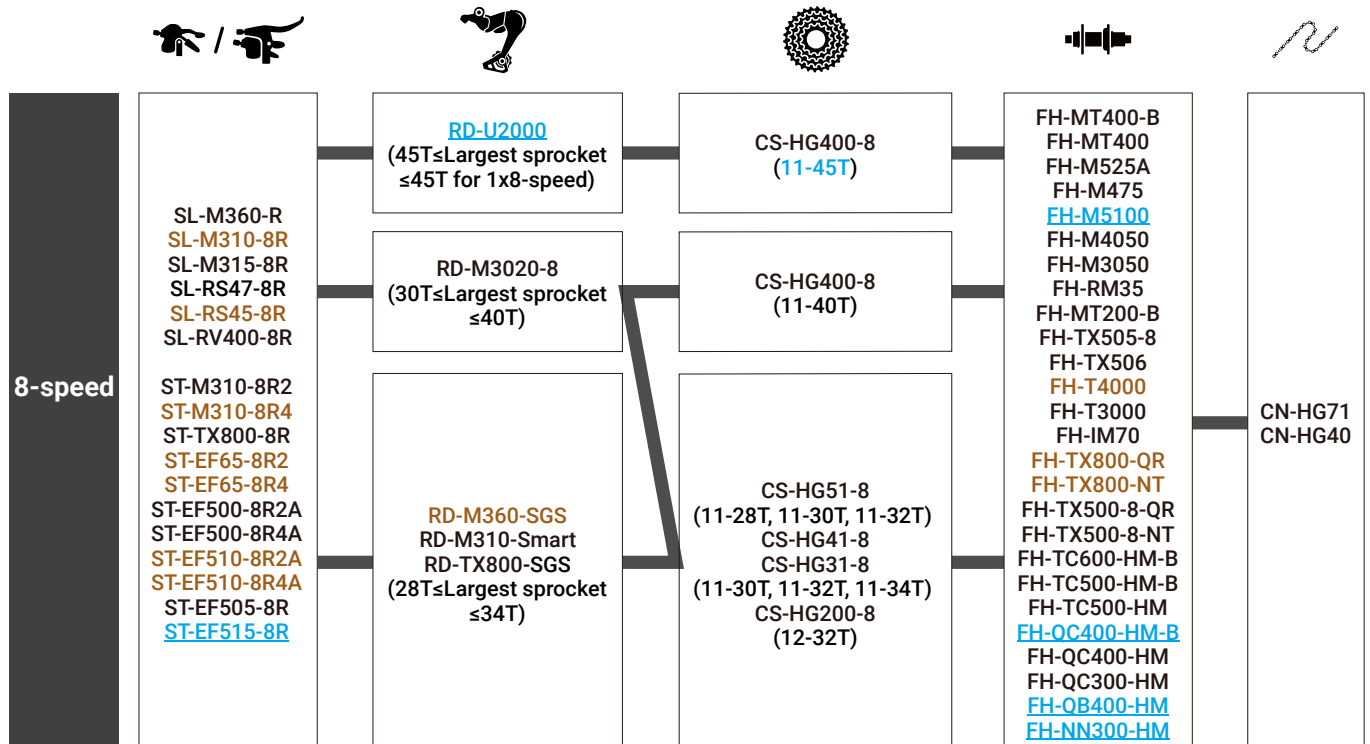 8-speed
SL-M360-R
SL-M310-8R
SL-M315-8R
SL-RS47-8R
SL-RS45-8R
SL-RV400-8R
ST-M310-8R2
ST-M310-8R4
ST-TX800-8R
ST-EF65-8R2
ST-EF65-8R4
ST-EF500-8R2A
ST-EF500-8R4A
ST-EF510-8R2A
ST-EF510-8R4A
ST-EF505-8R
ST-EF515-8R
RD-U2000
(45T≤Largest sprocket
≤45T for 1x8-speed)
RD-M3020-8
(30T≤Largest sprocket
≤40T)
RD-M360-SGS
RD-M310-Smart
RD-TX800-SGS
(28T≤Largest sprocket
≤34T)
CS-HG400-8
(11-45T)
CS-HG400-8
(11-40T)
CS-HG51-8
(11-28T, 11-30T, 11-32T)
CS-HG41-8
CS-HG31-8
(11-30T, 11-32T, 11-34T)
CS-HG200-8
(12-32T)
FH-MT400-B
FH-MT400
FH-M525A
FH-M475
FH-M5100
FH-M4050
FH-M3050
FH-RM35
FH-MT200-B
FH-TX505-8
FH-TX506
FH-T4000
FH-T3000
FH-IM70
FH-TX800-QR
FH-TX800-NT
FH-TX500-8-QR
FH-TX500-8-NT
FH-TC600-HM-B
FH-TC500-HM-B
FH-TC500-HM
FH-QC400-HM-B
FH-QC400-HM
FH-QC300-HM
FH-QB400-HM
FH-NN300-HM
CN-HG71
CN-HG40